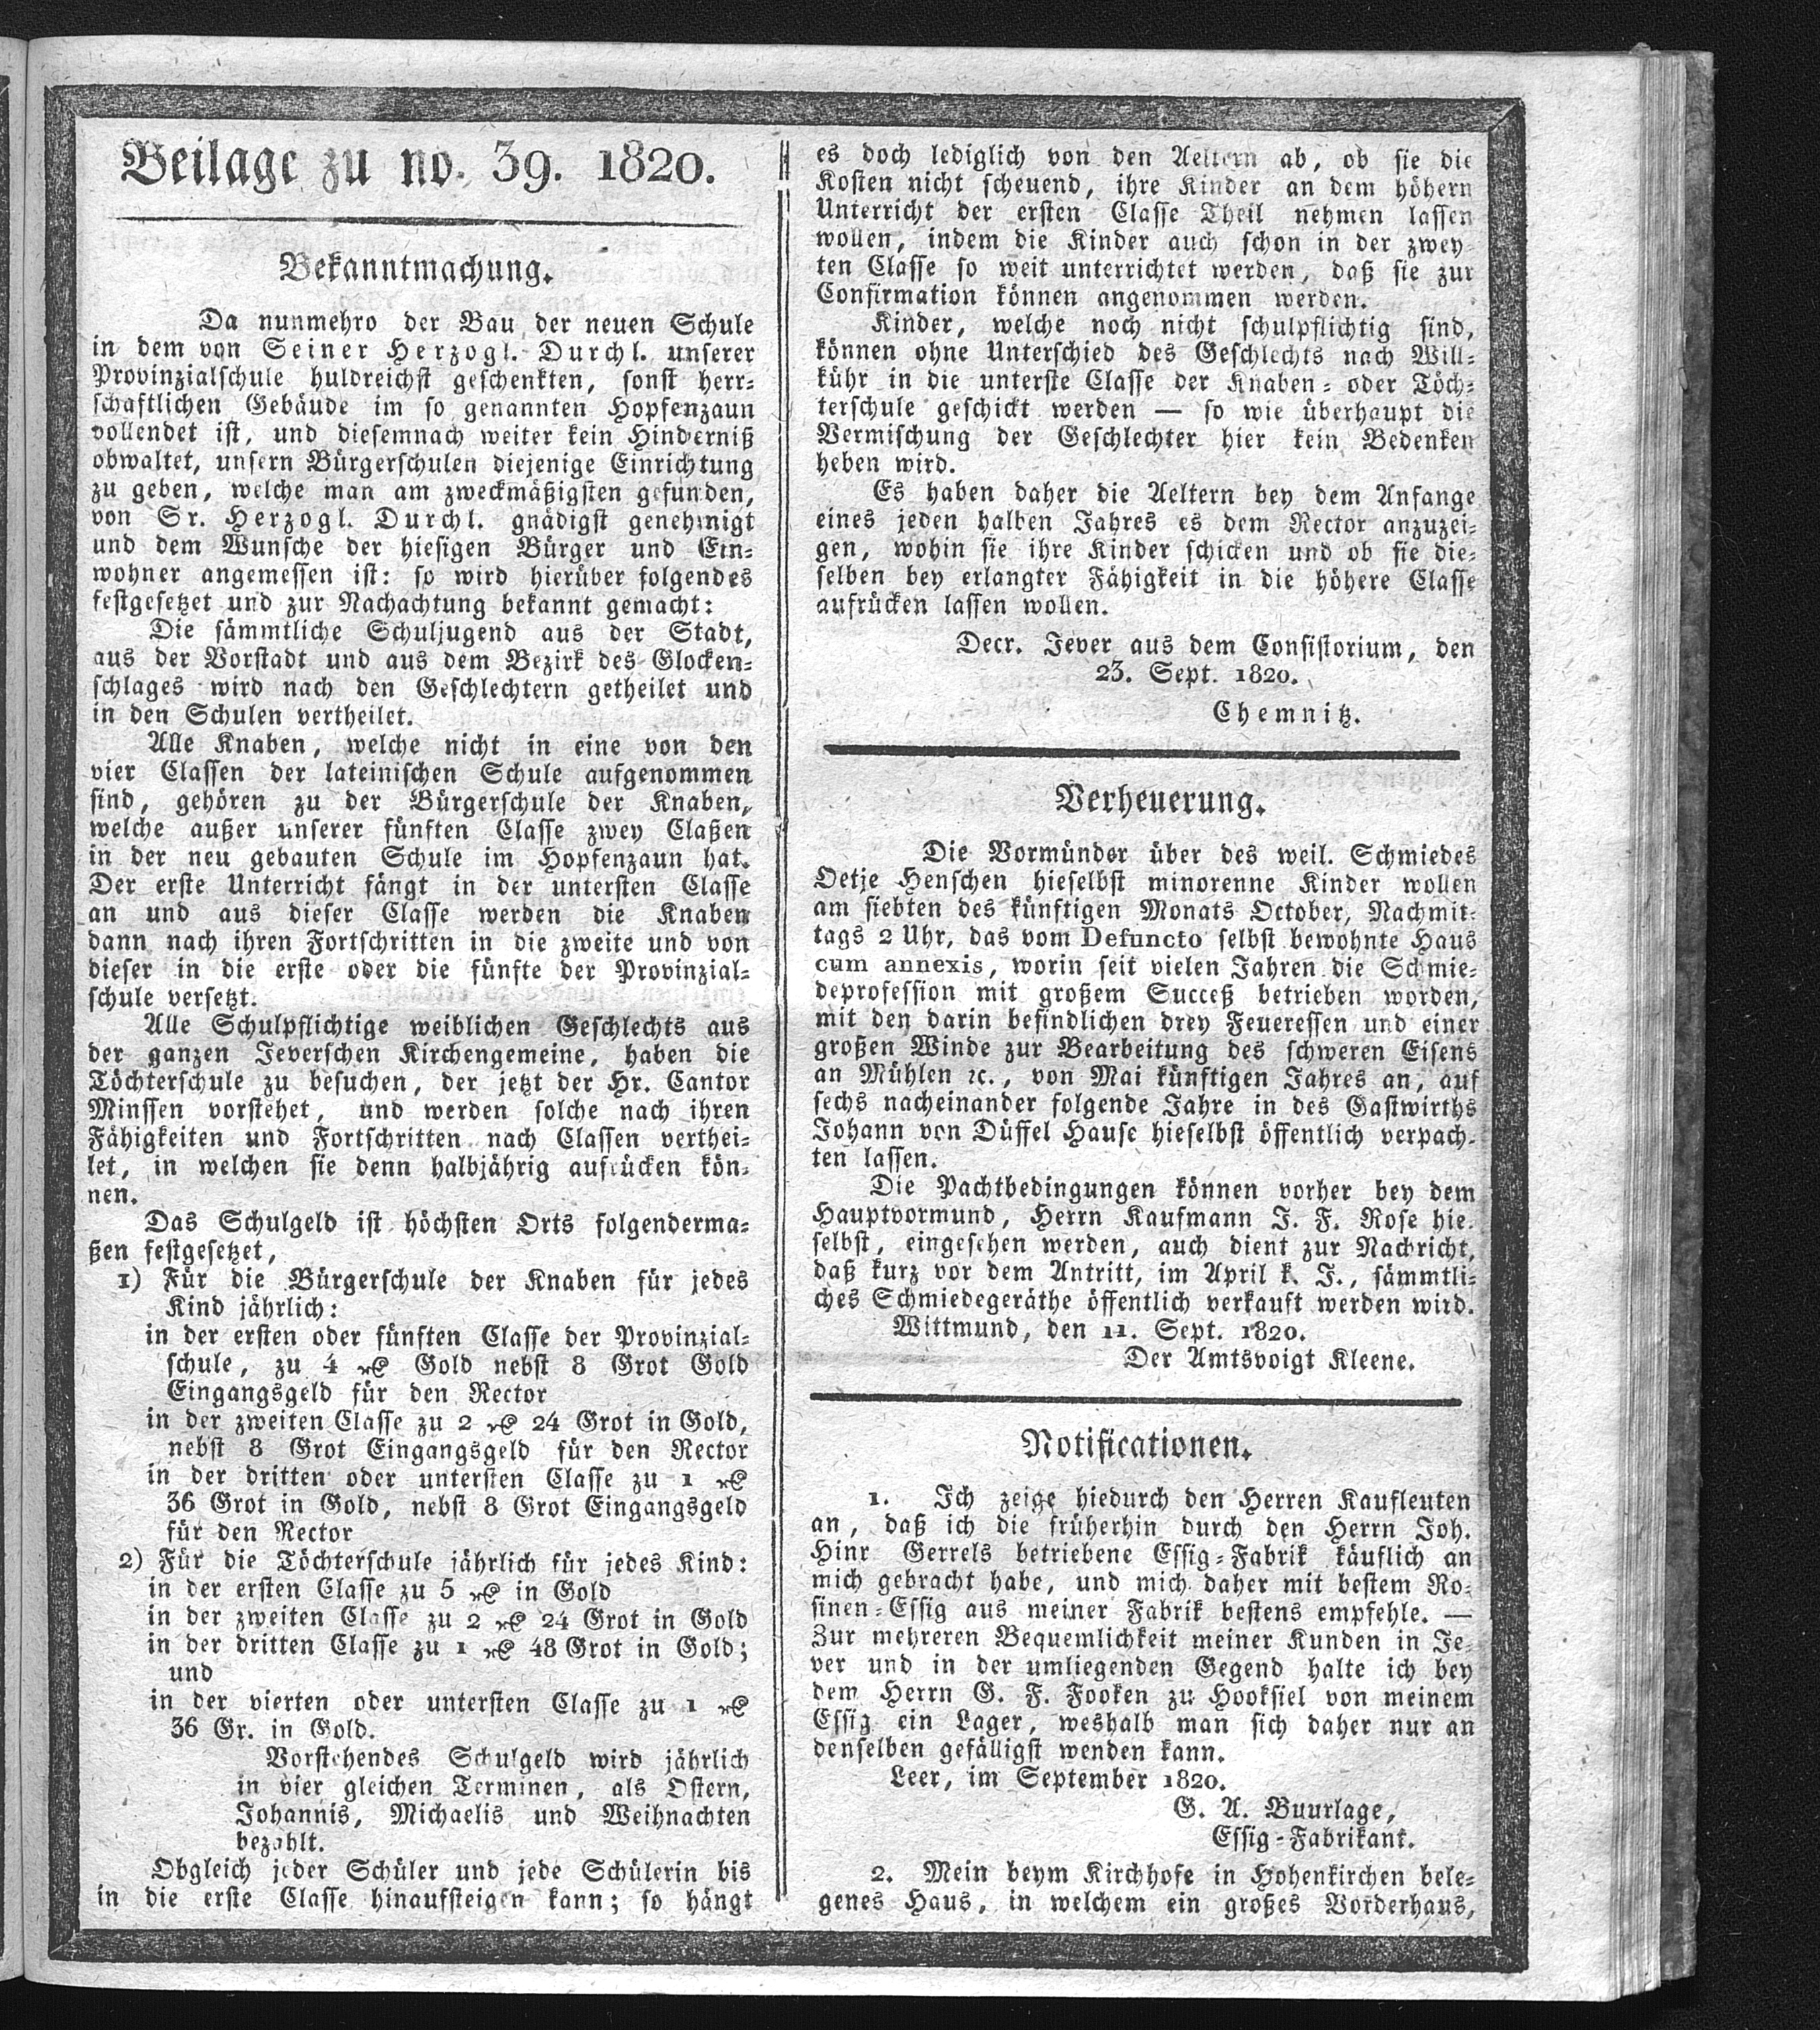 Beilage zu no. 39. 1820.
Bekanntmachung.
Da nunmehro der Bau der neuen Schule
in dem von Seiner Herzogl. Durchl. unserer
Provinzialschule huldreichst geschenkten, sonst herr-
schaftlichen Gebäude im so genannten Hopfenzaun
vollendet ist, und diesemnach weiter kein Hinderniß
obwaltet, unsern Bürgerschulen diejenige Einrichtung
zu geben, welche man am zweckmäßigsten gefunden,
von Sr. Herzogl. Durchl. gnädigst genehmigt
und dem Wunsche der hiesigen Bürger und Ein-
wohner angemessen ist: so wird hierüber folgendes
festgesetzet und zur Nachachtung bekannt gemacht:
Die sämmtliche Schuljugend aus der Stadt,
aus der Vorstadt und aus dem Bezirk des Glocken-
schlages wird nach den Geschlechtern getheilet und
in den Schulen vertheilet.
Alle Knaben, welche nicht in eine von den
vier Classen der lateinischen Schule aufgenommen
sind, gehören zu der Bürgerschule der Knaben,
welche außer unserer fünften Classe zwey Claßen
in der neu gebauten Schule im Hopfenzaun hat.
Der erste Unterricht fängt in der untersten Classe
an und aus dieser Classe werden die Knaben
dann nach ihren Fortschritten in die zweite und von
dieser in die erste oder die fünfte der Provinzial-
schule versetzt.
Alle Schulpflichtige weiblichen Geschlechts aus
der ganzen Jeverschen Kirchengemeine, haben die
Töchterschule zu besuchen, der jetzt der Hr. Cantor
Minssen vorstehet, und werden solche nach ihren
Fähigkeiten und Fortschritten nach Classen verthei-
let, in welchen sie denn halbjährig aufrücken kön-
nen.
Das Schulgeld ist höchsten Orts folgenderma-
ßen festgesetzet,
1) Für die Bürgerschule der Knaben für jedes
Kind jährlich:
in der ersten oder fünften Classe der Provinzial-
schule, zu 4 rC Gold nebst 8 Grot Gold
Eingangsgeld für den Rector
in der zweiten Classe zu 2 rC 24 Grot in Gold,
nebst 8 Grot Eingangsgeld für den Rector
in der dritten oder untersten Classe zu 1 rC
36 Grot in Gold, nebst 8 Grot Eingangsgeld
für den Rector
2) Für die Töchterschule jährlich für jedes Kind:
in der ersten Classe zu 5 rC in Gold
in der zweiten Classe zu 2 rC 24 Grot in Gold
in der dritten Classe zu 1 rC 48 Grot in Gold;
und
in der vierten oder untersten Classe zu 1 rC
36 Gr. in Gold.
Vorstehendes Schulgeld wird jährlich
in vier gleichen Terminen, als Ostern,
Johannis, Michaelis und Weihnachten
bezahlt.
Obgleich jeder Schüler und jede Schülerin bis
in die erste Classe hinaufsteigen kann; so hängt
es doch lediglich von den Aeltern ab, ob sie die
Kosten nicht scheuend, ihre Kinder an dem höhern
Unterricht der ersten Classe Theil nehmen lassen
wollen, indem die Kinder auch schon in der zwey-
ten Classe so weit unterrichtet werden, daß sie zur
Confirmation können angenommen werden.
Kinder, welche noch nicht schulpflichtig sind,
können ohne Unterschied des Geschlechts nach Will-
kühr in die unterste Classe der Knaben- oder Töch-
terschule geschickt werden — so wie überhaupt die
Vermischung der Geschlechter hier kein Bedenken
heben wird.
Es haben daher die Aeltern bey dem Anfange
eines jeden halben Jahres es dem Rector anzuzei-
gen, wohin sie ihre Kinder schicken und ob sie die-
selben bey erlangter Fähigkeit in die höhere Classe
aufrücken lassen wollen.
Decr. Jever aus dem Consistorium, den
23. Sept. 1820.
Chemnitz.
Verheuerung.
Die Vormünder über des weil. Schmiedes
Oetje Henschen hieselbst minorenne Kinder wollen
am siebten des künftigen Monats October, Nachmit-
tags 2 Uhr, das vom Defuncto selbst bewohnte Haus
cum annexis, worin seit vielen Jahren die Schmie-
deprofession mit großem Succeß betrieben worden,
mit den darin befindlichen drey Feueressen und einer
großen Winde zur Bearbeitung des schweren Eisens
an Mühlen ꝛc., von Mai künftigen Jahres an, auf
sechs nacheinander folgende Jahre in des Gastwirths
Johann von Düffel Hause hieselbst öffentlich verpach-
ten lassen.
Die Pachtbedingungen können vorher bey dem
Hauptvormund, Herrn Kaufmann J. F. Rose hie-
selbst, eingesehen werden, auch dient zur Nachricht,
daß kurz vor dem Antritt, im April k. J., sämmtli-
ches Schmiedegeräthe öffentlich verkauft werden wird.
Wittmund, den 11. Sept. 1820.
Der Amtsvoigt Kleene.
Notificationen.
1. Ich zeige hiedurch den Herren Kaufleuten
an, daß ich die früherhin durch den Herrn Joh.
Hinr Gerrels betriebene Essig-Fabrik käuflich an
mich gebracht habe, und mich daher mit bestem Ro-
sinen-Essig aus meiner Fabrik bestens empfehle. —
Zur mehreren Bequemlichkeit meiner Kunden in Je-
ver und in der umliegenden Gegend halte ich bey
dem Herrn G. F. Fooken zu Hooksiel von meinem
Essig ein Lager, weshalb man sich daher nur an
denselben gefälligst wenden kann.
Leer, im September 1820.
G. A. Buurlage,
Essig-Fabrikant.
2. Mein beym Kirchhofe in Hohenkirchen bele-
genes Haus, in welchem ein großes Vorderhaus,